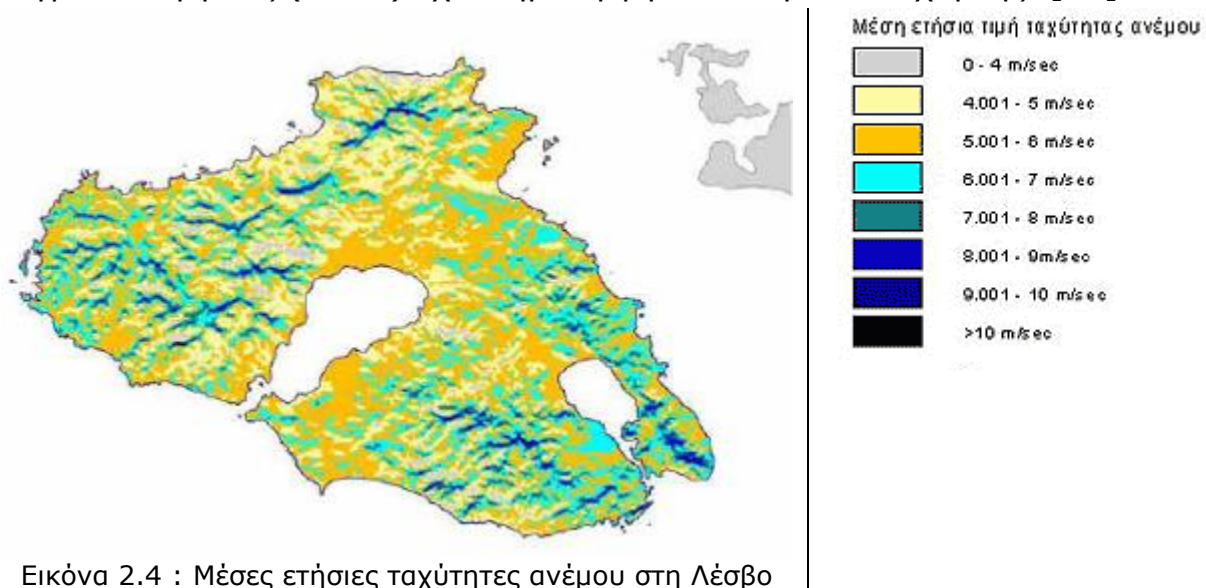 Μέση ετήσια τιμή ταχύτητας ανέμου
0 - 4 m/sec
4.001 - 5 m/sec
5.001 - 6 m/sec
6.001 - 7 m/sec
7.001 - 8 m/sec
8.001 - 9m/sec
9.001 - 10 m/sec
>10 m/sec
Εικόνα 2.4 : Μέσες ετήσιες ταχύτητες ανέμου στη Λέσβο